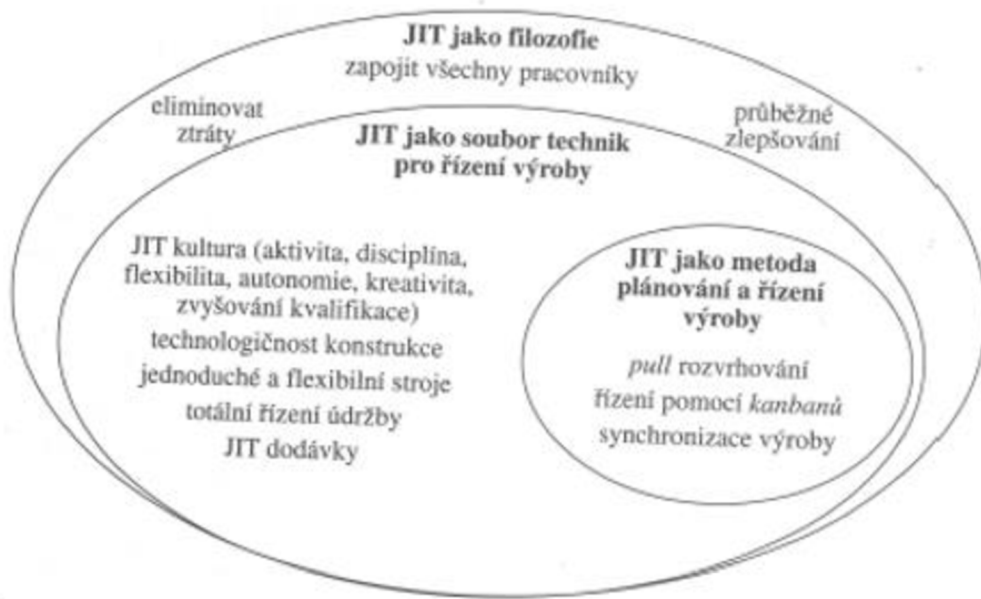 JIT jako filozofie
zapojit všechny pracovníky
eliminovat
ztráty
průběžné
zlepšování
JIT jako soubor technik
pro řízení výroby
JIT kultura (aktivita, disciplína,
flexibilita, autonomie, kreativita,
zvyšování kvalifikace)
technologičnost konstrukce
jednoduché a flexibilní stroje
totální řízení údržby
JIT dodávky
JIT jako metoda
plánování a řízení
výroby
pull rozvrhování
řízení pomocí kanbanů
synchronizace výroby